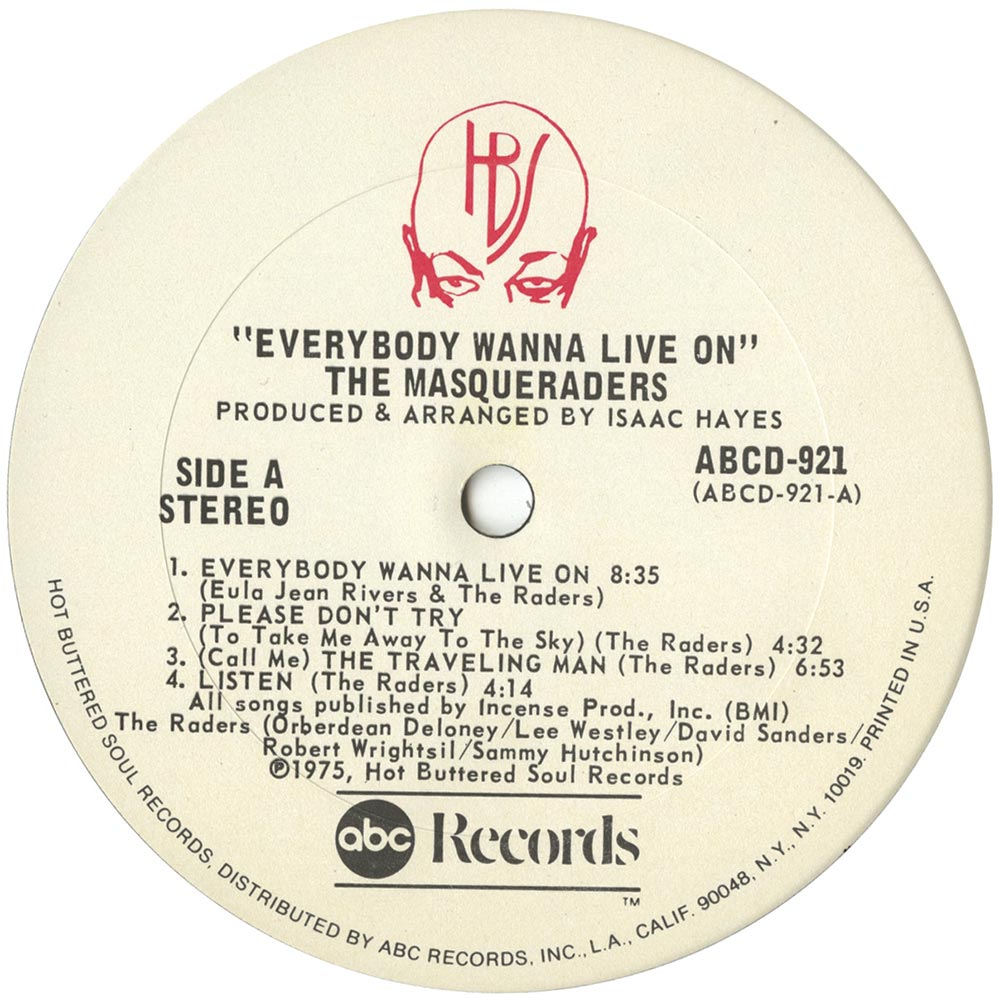 HBS
"EVERYBODY WANNA LIVE ON"
THE MASQUERADERS
PRODUCED & ARRANGED BY ISAAC HAYES
SIDE A
STEREO
ABCD-921
(ABCD-921-A)
1. EVERYBODY WANNA LIVE ON 8:35
(Eula Jean Rivers & The Raders)
2. PLEASE DON'T TRY
(To Take Me Away To The Sky) (The Raders) 4:32
3. (Call Me) THE TRAVELING MAN (The Raders) 6:53
4. LISTEN (The Raders) 4:14
All songs published by Incense Prod., Inc. (BMI)
The Raders (Orberdean Deloney/Lee Westley/David Sanders/
Robert Wrightsil/Sammy Hutchinson)
℗1975, Hot Buttered Soul Records
abc Records
TM
HOT BUTTERED SOUL RECORDS, DISTRIBUTED BY ABC RECORDS, INC., L.A., CALIF. 90048, N.Y., N.Y. 10019. PRINTED IN U.S.A.